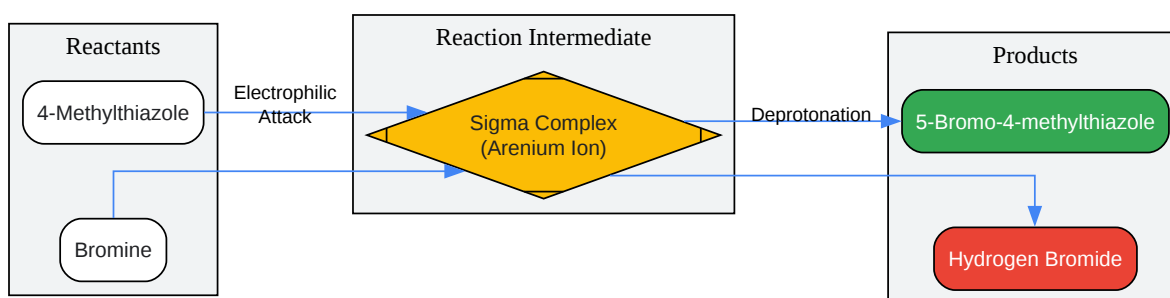 Reactants
4-Methylthiazole
Bromine
Electrophilic
Attack
Reaction Intermediate
Sigma Complex
(Arenium Ion)
Deprotonation
Products
5-Bromo-4-methylthiazole
Hydrogen Bromide